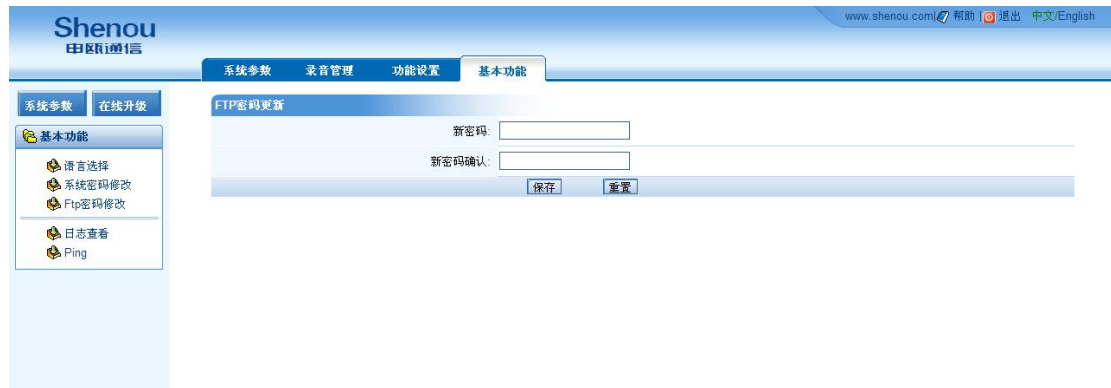 Shenou
申瓯通信
www.shenou.com| 帮助 | 退出 中文/English
系统参数 录音管理 功能设置 基本功能
系统参数 在线升级
基本功能
语言选择
系统密码修改
Ftp密码修改
日志查看
Ping
FTP密码更新
新密码:
新密码确认:
保存 重置